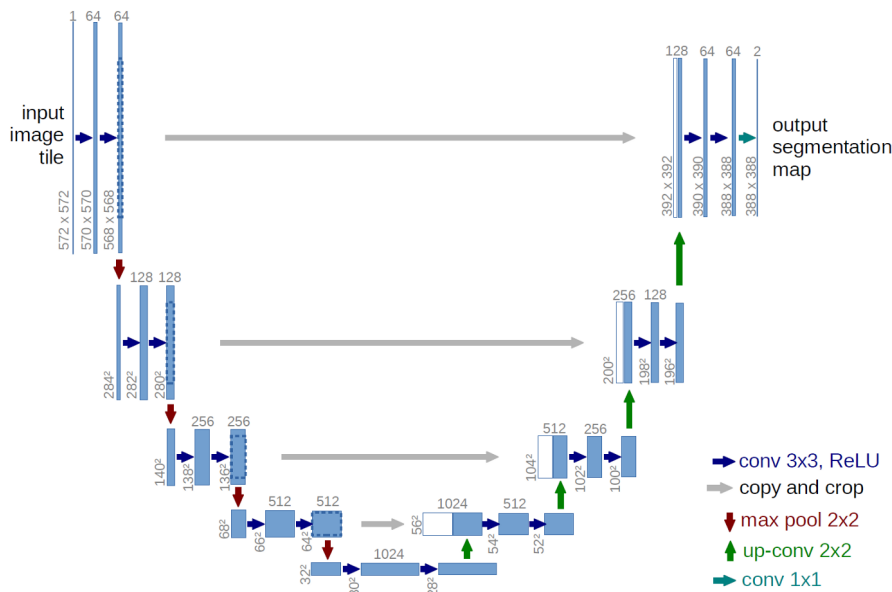 1
64
64
input
image
tile
572 x 572
570 x 570
568 x 568
128
64
64
2
392 x 392
390 x 390
388 x 388
388 x 388
output
segmentation
map
128
128
284²
282²
280²
256
128
200²
198²
196²
256
256
140²
138²
136²
512
256
104²
102²
100²
512
512
68²
66²
64²
1024
512
56²
54²
52²
1024
32²
30²
28²
conv 3x3, ReLU
copy and crop
max pool 2x2
up-conv 2x2
conv 1x1